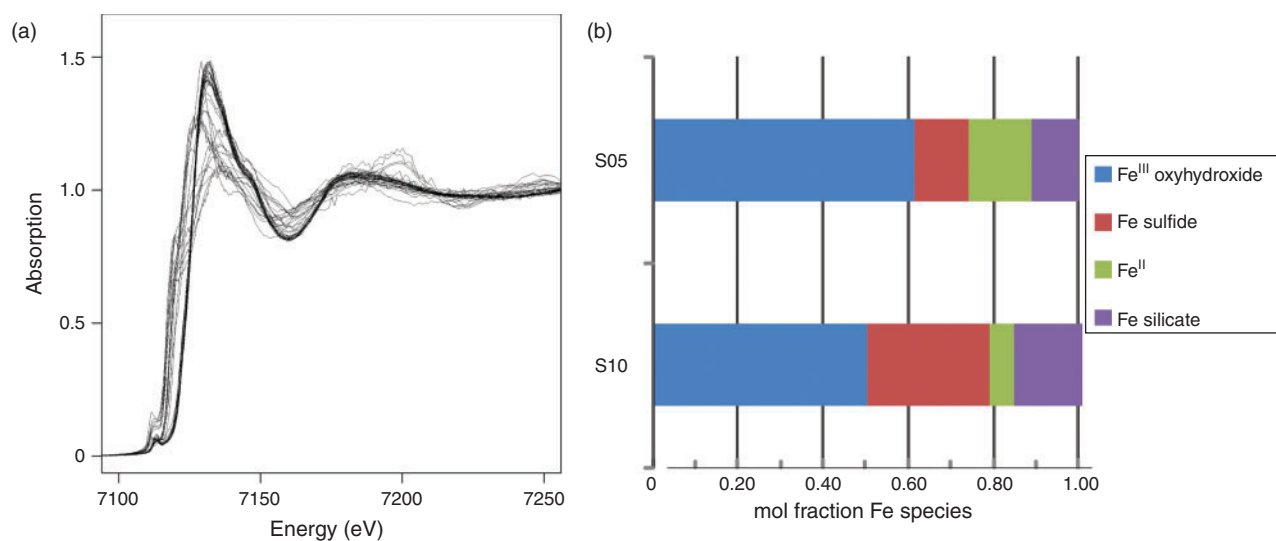 (a)
1.5
1.0
0.5
0
Absorption
7100 7150 7200 7250
Energy (eV)
(b)
S05
S10
0 0.20 0.40 0.60 0.80 1.00
mol fraction Fe species
Feᴵᴵᴵ oxyhydroxide
Fe sulfide
Feᴵᴵ
Fe silicate